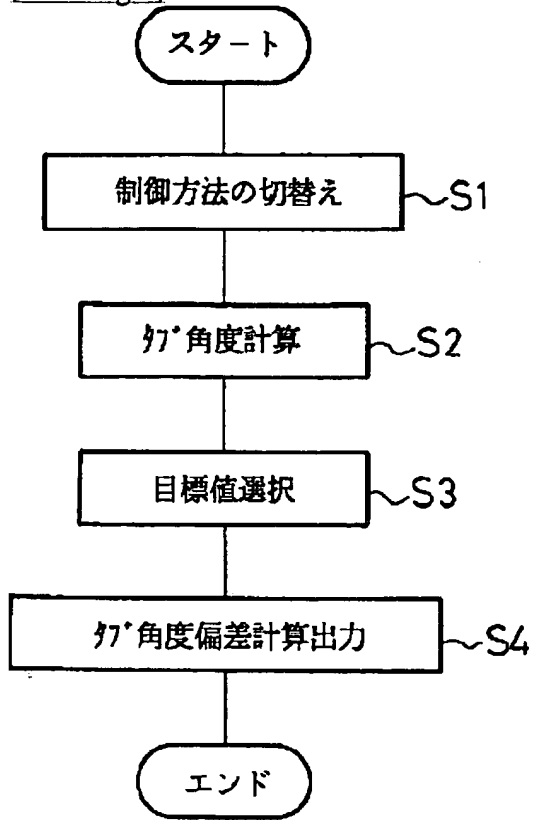 スタート
制御方法の切替え
S1
ﾀﾌﾞ角度計算
S2
目標値選択
S3
ﾀﾌﾞ角度偏差計算出力
S4
エンド